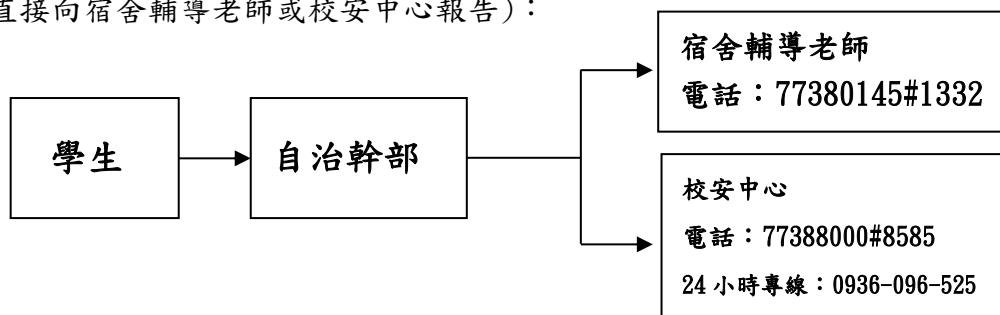 直接向宿舍輔導老師或校安中心報告)：
學生
自治幹部
宿舍輔導老師
電話：77380145#1332
校安中心
電話：77388000#8585
24 小時專線：0936-096-525